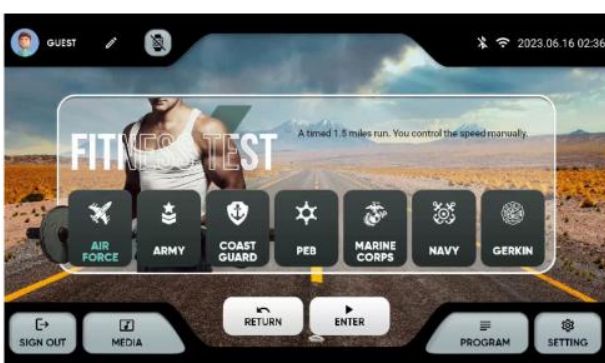 GUEST
2023.06.16 02:36
FITNESS TEST
A timed 1.5 miles run. You control the speed manually.
AIR
FORCE
ARMY
COAST
GUARD
PEB
MARINE
CORPS
NAVY
GERKIN
RETURN
ENTER
SIGN OUT
MEDIA
PROGRAM
SETTING